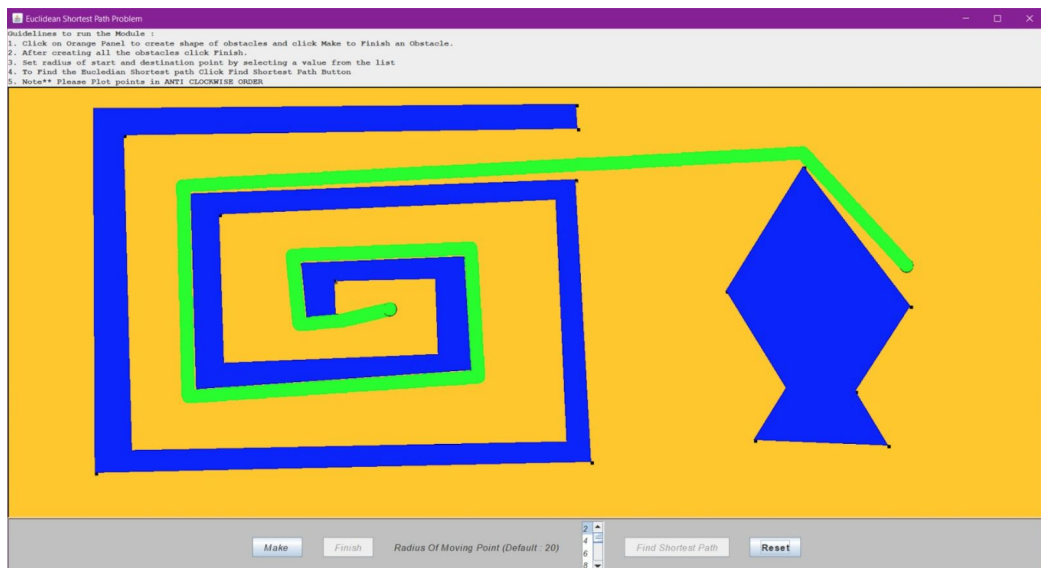 Euclidean Shortest Path Problem
Guidelines to run the Module :
1. Click on Orange Panel to create shape of obstacles and click Make to Finish an Obstacle.
2. After creating all the obstacles click Finish.
3. Set radius of start and destination point by selecting a value from the list
4. To Find the Eucledian Shortest path Click Find Shortest Path Button
5. Note** Please Plot points in ANTI CLOCKWISE ORDER
Make Finish Radius Of Moving Point (Default : 20) 2 4 6 8 Find Shortest Path Reset